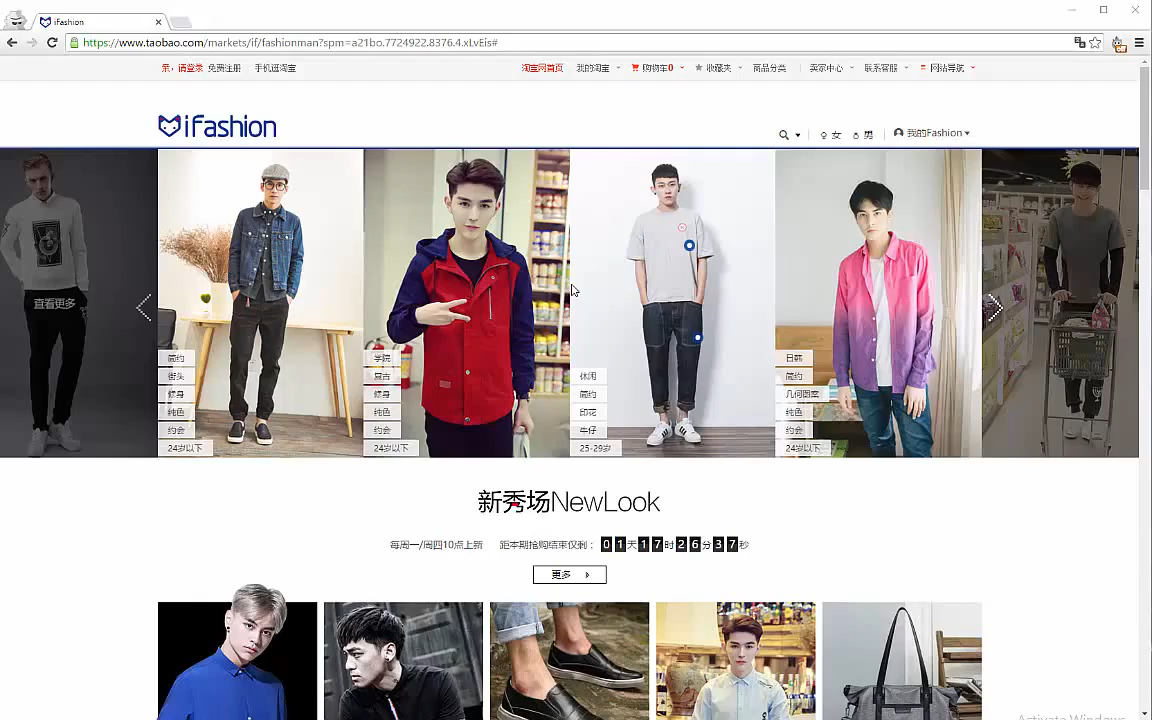 iFashion
https://www.taobao.com/markets/if/fashionman?spm=a21bo.7724922.8376.4.xLvEis#
亲，请登录 免费注册 手机逛淘宝 淘宝网首页 我的淘宝 购物车0 收藏夹 商品分类 卖家中心 联系客服 网站导航
iFashion
女 男 我的Fashion
查看更多
简约
街头
修身
纯色
约会
24岁以下
学院
复古
修身
纯色
约会
24岁以下
休闲
简约
印花
牛仔
25-29岁
日韩
简约
几何图案
纯色
约会
24岁以下
新秀场NewLook
每周一/周四10点上新 距本期抢购结束仅剩： 01天17时26分37秒
更多
Activate Windows